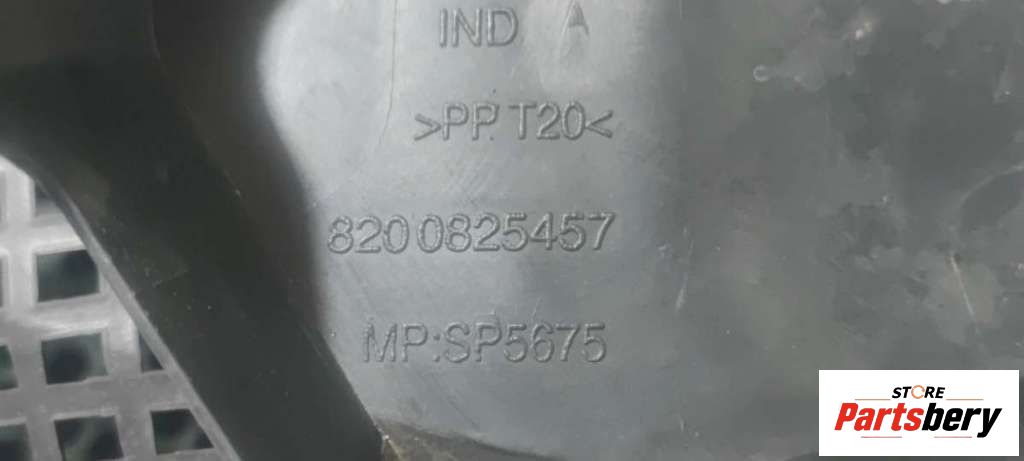 IND A
>PP. T20<
8200825457
MP:SP5675
STORE
Partsbery